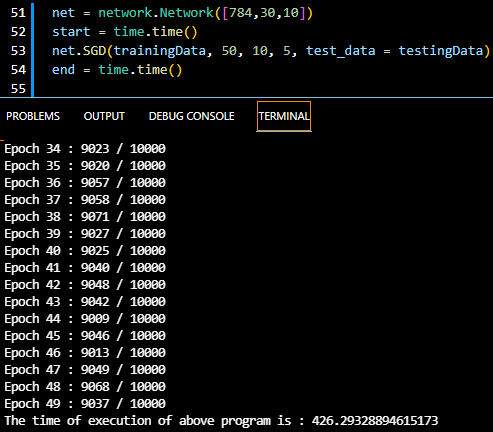 51 net = network.Network([784,30,10])
52 start = time.time()
53 net.SGD(trainingData, 50, 10, 5, test_data = testingData)
54 end = time.time()
55
PROBLEMS OUTPUT DEBUG CONSOLE TERMINAL
Epoch 34 : 9023 / 10000
Epoch 35 : 9020 / 10000
Epoch 36 : 9057 / 10000
Epoch 37 : 9058 / 10000
Epoch 38 : 9071 / 10000
Epoch 39 : 9027 / 10000
Epoch 40 : 9025 / 10000
Epoch 41 : 9040 / 10000
Epoch 42 : 9048 / 10000
Epoch 43 : 9042 / 10000
Epoch 44 : 9009 / 10000
Epoch 45 : 9046 / 10000
Epoch 46 : 9013 / 10000
Epoch 47 : 9049 / 10000
Epoch 48 : 9068 / 10000
Epoch 49 : 9037 / 10000
The time of execution of above program is : 426.29328894615173